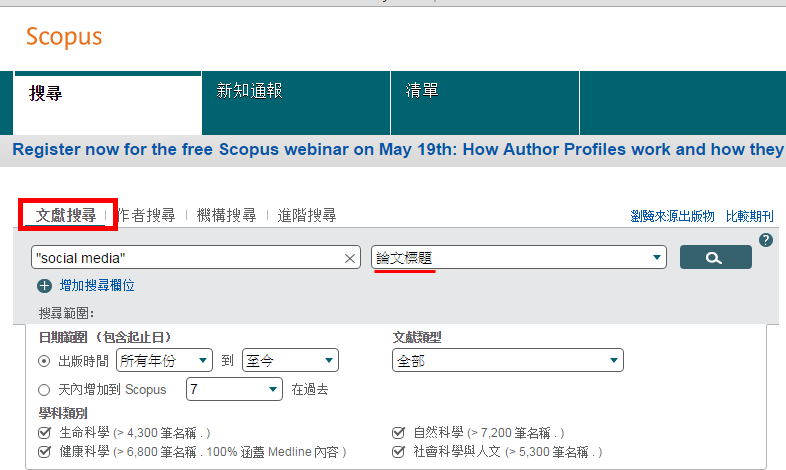 Scopus
搜尋 新知通報 清單
Register now for the free Scopus webinar on May 19th: How Author Profiles work and how they
文獻搜尋 作者搜尋 機構搜尋 進階搜尋 瀏覽來源出版物 比較期刊
"social media" 論文標題
增加搜尋欄位
搜尋範圍:
日期範圍 （包含起止日） 文獻類型
出版時間 所有年份 到 至今 全部
天內增加到 Scopus 7 在過去
學科類別
生命科學 (> 4,300 筆名稱 . ) 自然科學 (> 7,200 筆名稱 . )
健康科學 (> 6,800 筆名稱 . 100% 涵蓋 Medline 內容 ) 社會科學與人文 (> 5,300 筆名稱 . )